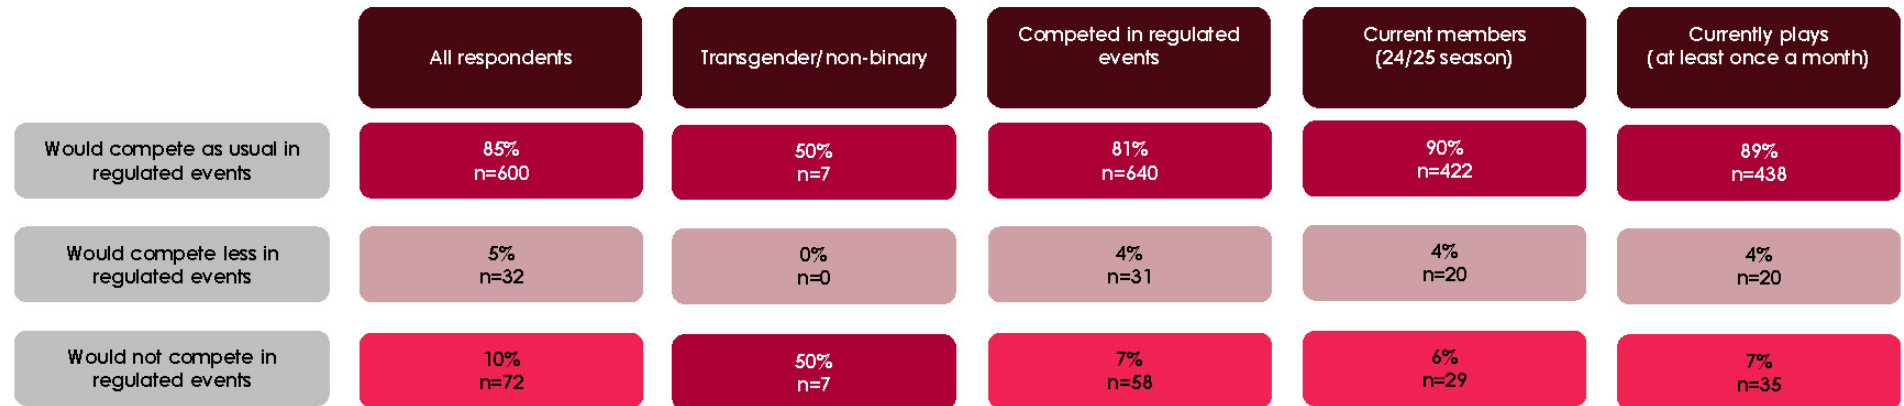 All respondents
Transgender/non-binary
Competed in regulated
events
Current members
(24/25 season)
Currently plays
(at least once a month)
Would compete as usual in
regulated events
85%
n=600
50%
n=7
81%
n=640
90%
n=422
89%
n=438
Would compete less in
regulated events
5%
n=32
0%
n=0
4%
n=31
4%
n=20
4%
n=20
Would not compete in
regulated events
10%
n=72
50%
n=7
7%
n=58
6%
n=29
7%
n=35